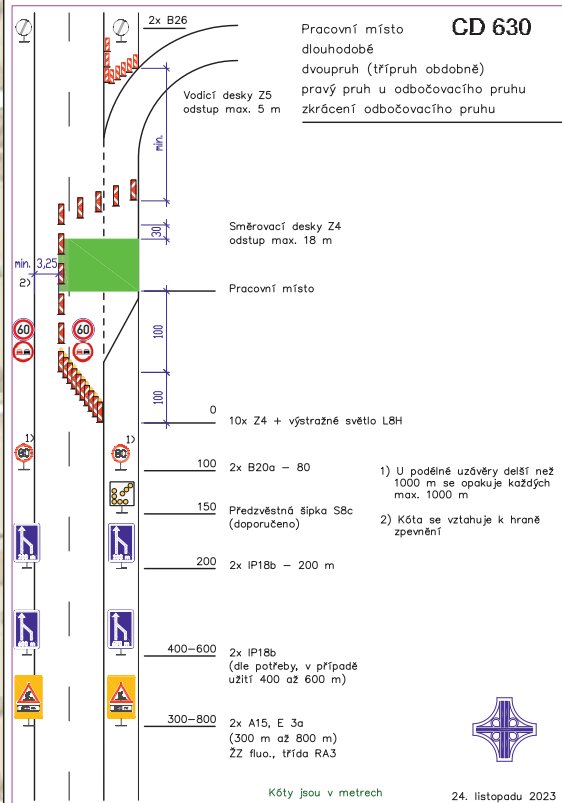 2x B26
Pracovní místo CD 630
dlouhodobé
dvoupruh (třípruh obdobně)
pravý pruh u odbočovacího pruhu
zkrácení odbočovacího pruhu
Vodicí desky Z5
odstup max. 5 m
min.
Směrovací desky Z4
odstup max. 18 m
30
min. 3,25
2)
Pracovní místo
60
60
100
100
0
10x Z4 + výstražné světlo L8H
1)
1)
80
80
100
2x B20a – 80
1) U podélné uzávěry delší než
1000 m se opakuje každých
max. 1000 m
150
Předzvěstná šipka S8c
(doporučeno)
2) Kóta se vztahuje k hraně
zpevnění
200 m
200 m
200
2x IP18b – 200 m
400–600
2x IP18b
(dle potřeby, v případě
užití 400 až 600 m)
300–800
2x A15, E 3a
(300 m až 800 m)
ŽZ fluo., třída RA3
Kóty jsou v metrech
24. listopadu 2023